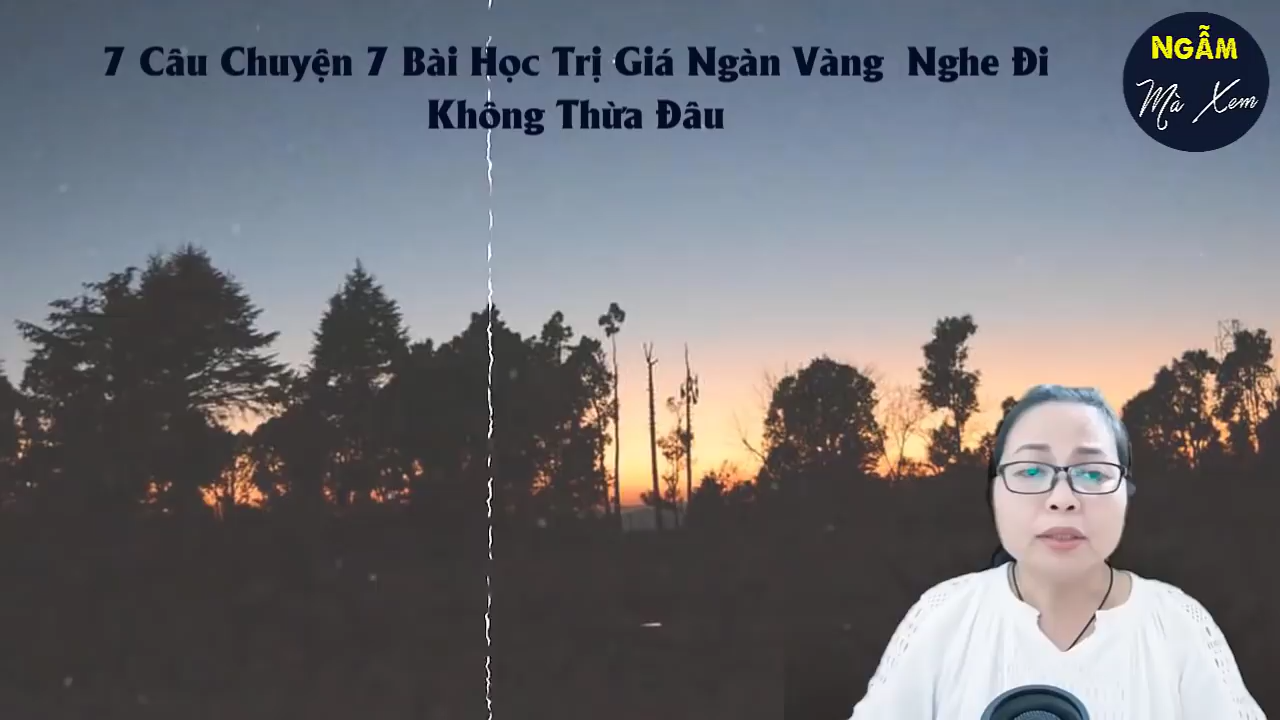 7 Câu Chuyện 7 Bài Học Trị Giá Ngàn Vàng Nghe Đi
Không Thừa Đâu
NGẪM
Mà Xem